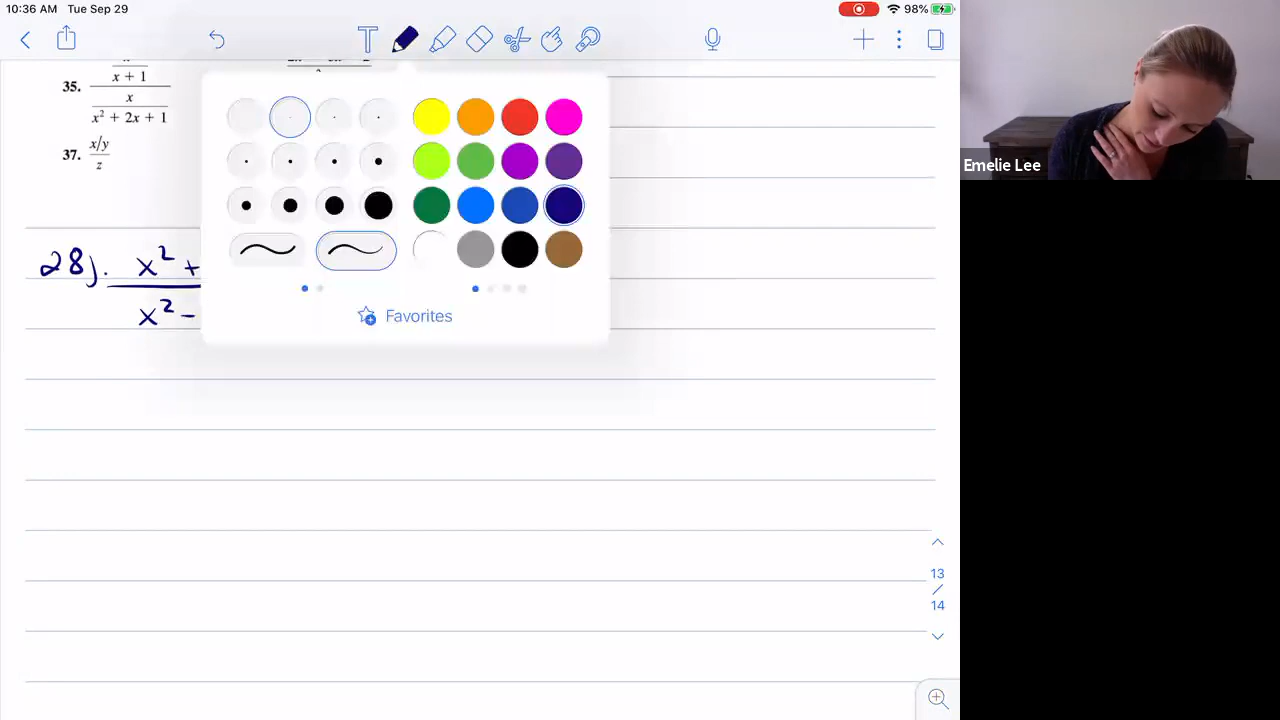 10:36 AM Tue Sep 29
98%
35.
x + 1
x
x² + 2x + 1
37. x/y
z
28). x² +
x² -
Favorites
13
/
14
Emelie Lee